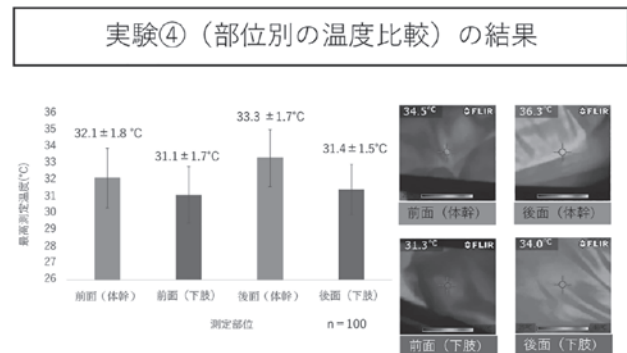 実験④（部位別の温度比較）の結果
最高測定温度(°C)
36
35
34
33
32
31
30
29
28
27
26
32.1±1.8 °C
31.1±1.7°C
33.3 ±1.7°C
31.4±1.5°C
前面（体幹）
前面（下肢）
後面（体幹）
後面（下肢）
測定部位
n＝100
34.5°C
FLIR
前面（体幹）
36.3°C
FLIR
後面（体幹）
31.3°C
FLIR
前面（下肢）
34.0°C
FLIR
後面（下肢）